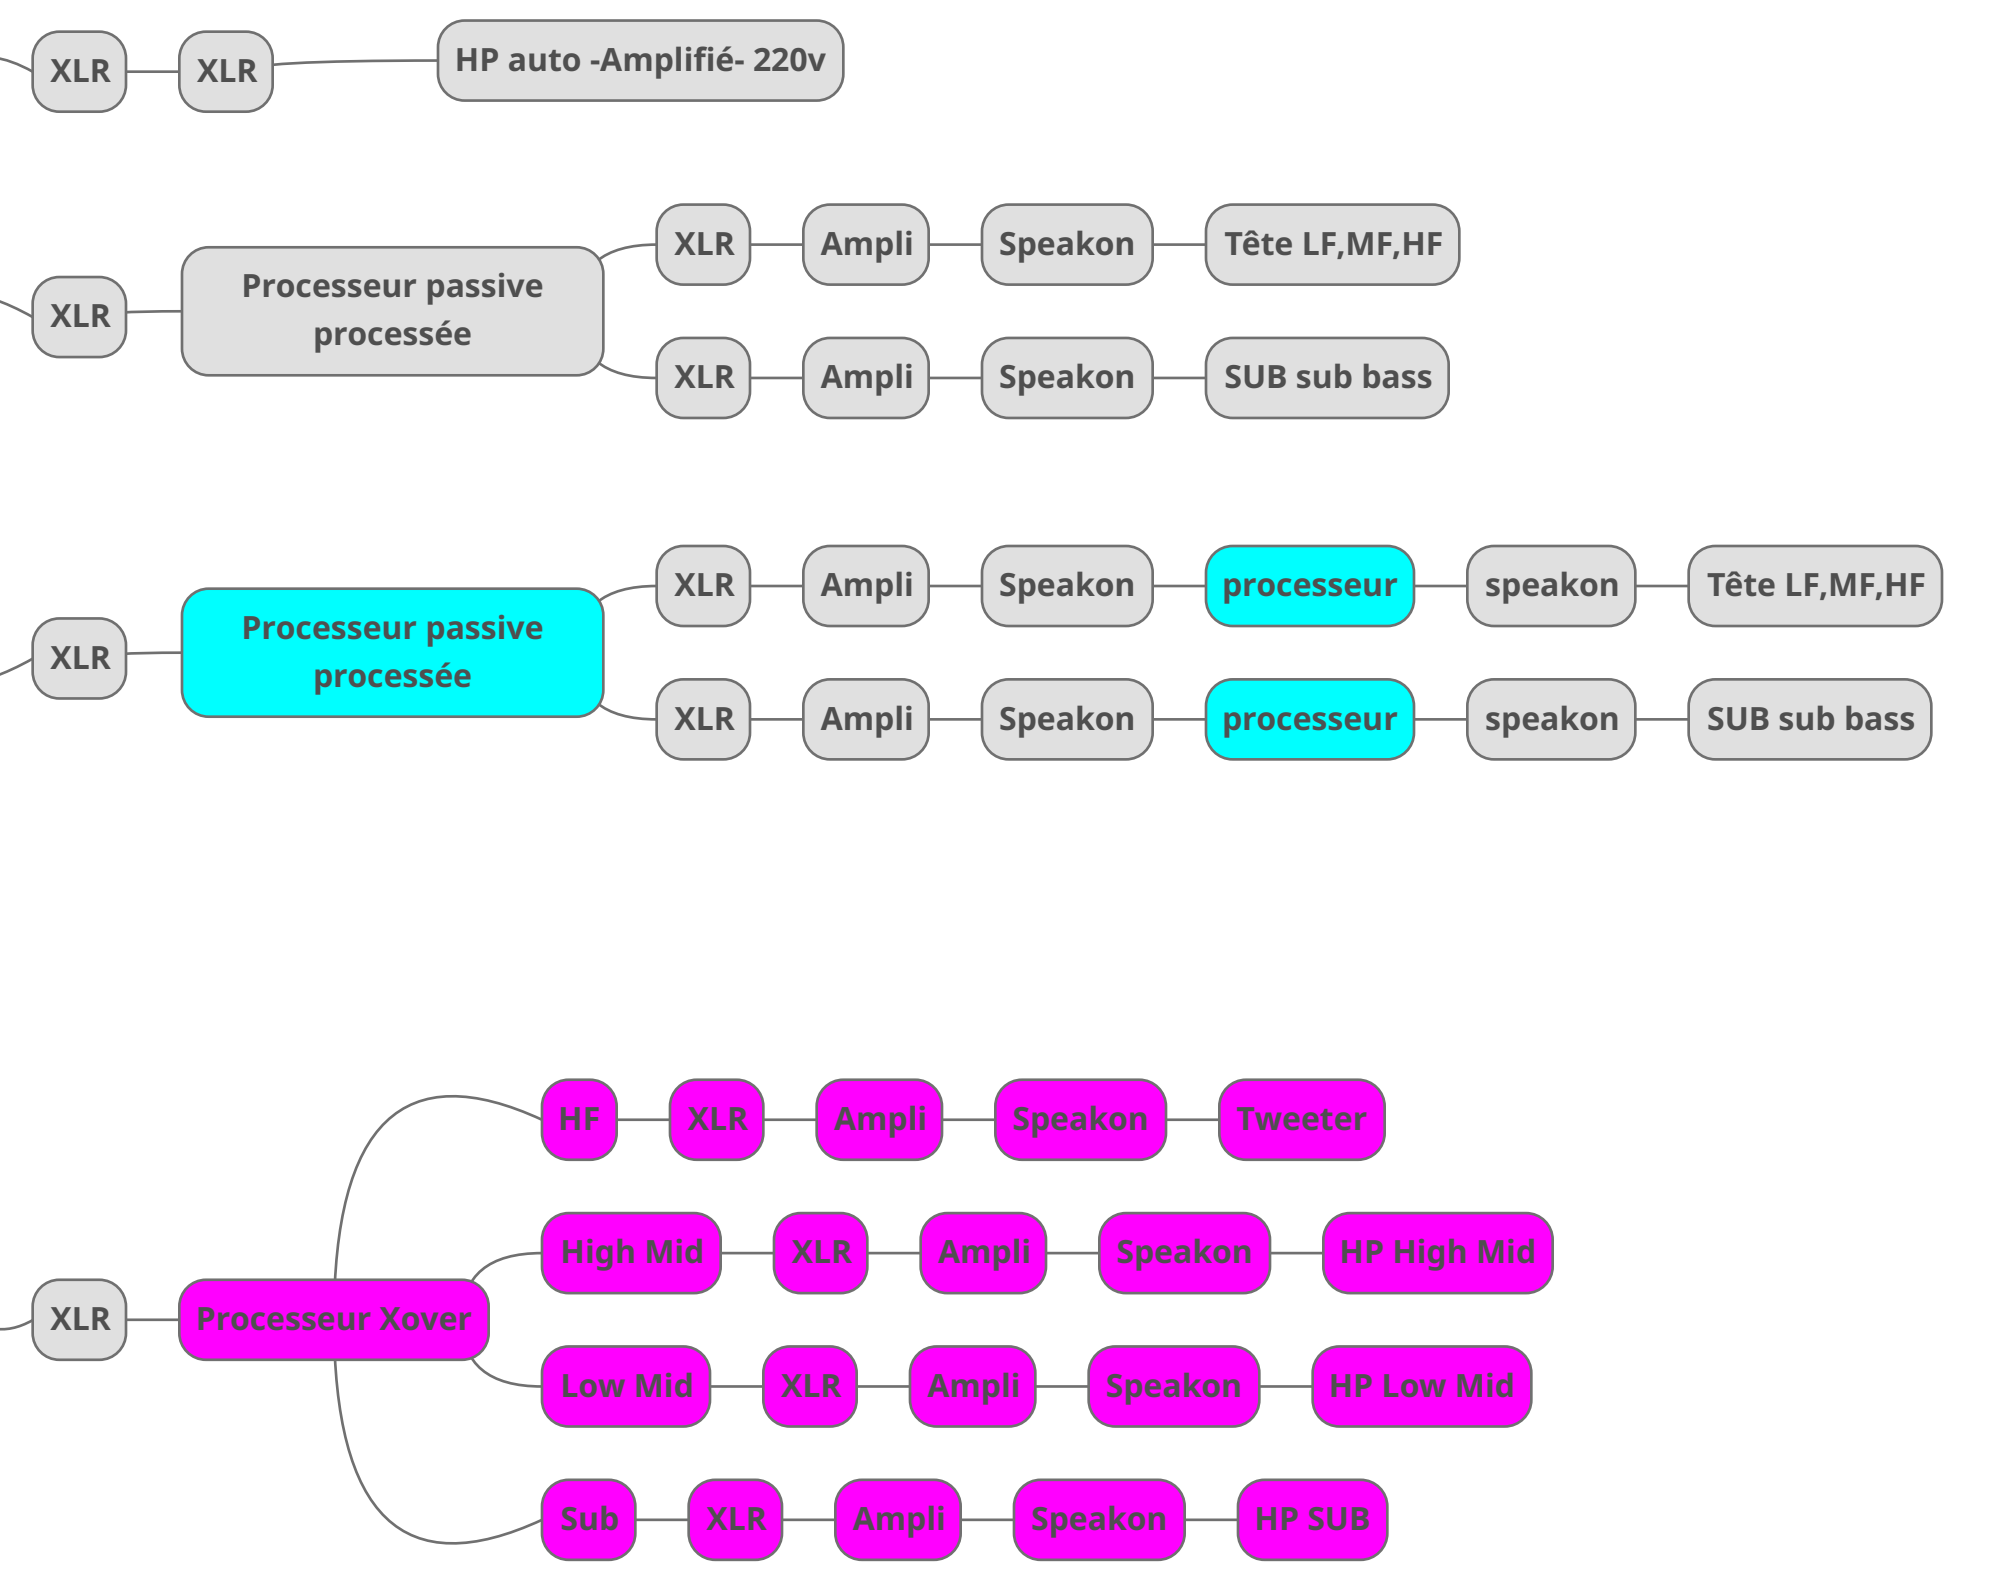 XLR XLR HP auto -Amplifié- 220v
XLR Ampli Speakon Tête LF,MF,HF
XLR Processeur passive
processée
XLR Ampli Speakon SUB sub bass
XLR Ampli Speakon processeur speakon Tête LF,MF,HF
XLR Processeur passive
processée
XLR Ampli Speakon processeur speakon SUB sub bass
HF XLR Ampli Speakon Tweeter
High Mid XLR Ampli Speakon HP High Mid
XLR Processeur Xover
Low Mid XLR Ampli Speakon HP Low Mid
Sub XLR Ampli Speakon HP SUB